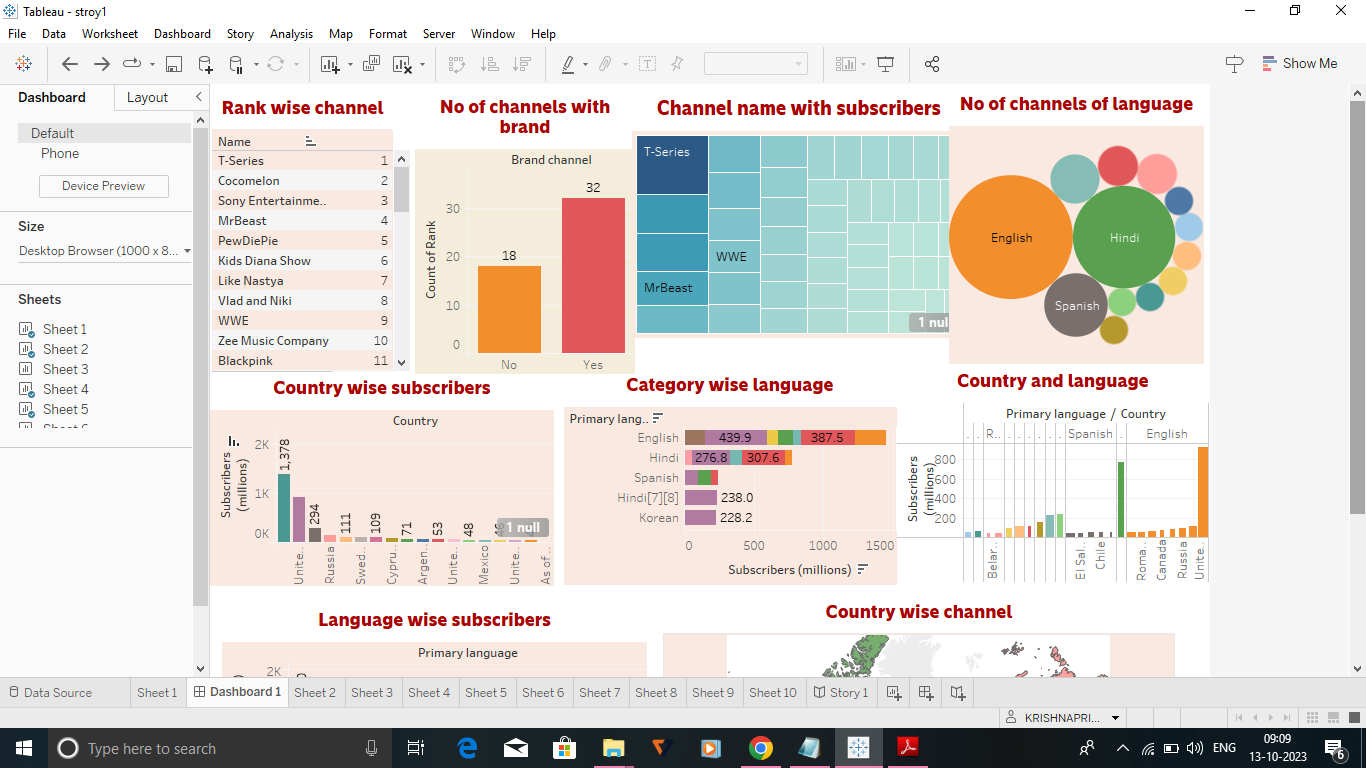 Tableau - stroy1
File Data Worksheet Dashboard Story Analysis Map Format Server Window Help
Show Me
Dashboard Layout
Default
Phone
Device Preview
Size
Desktop Browser (1000 x 8...
Sheets
Sheet 1
Sheet 2
Sheet 3
Sheet 4
Sheet 5
Rank wise channel
Name
T-Series 1
Cocomelon 2
Sony Entertainme.. 3
MrBeast 4
PewDiePie 5
Kids Diana Show 6
Like Nastya 7
Vlad and Niki 8
WWE 9
Zee Music Company 10
Blackpink 11
No of channels with
brand
Brand channel
Count of Rank
30
20
10
0
18
32
No Yes
Channel name with subscribers
T-Series
WWE
MrBeast
1 nul
No of channels of language
English
Hindi
Spanish
Country wise subscribers
Country
Subscribers
(millions)
2K
1K
0K
1,378
294
111
109
71
53
48
1 null
Unite..
Russia
Swed..
Cypru..
Argen..
Unite..
Mexico
Unite..
As of ..
Category wise language
Primary lang..
English 439.9 387.5
Hindi 276.8 307.6
Spanish
Hindi[7][8] 238.0
Korean 228.2
0 500 1000 1500
Subscribers (millions)
Country and language
Primary language / Country
. . R.. . . . . . . Spanish . English
Subscribers
(millions)
800
600
400
200
Belar..
El Sal..
Chile
Roma..
Canada
Russia
Unite..
Language wise subscribers
Primary language
2K
Country wise channel
Data Source Sheet 1 Dashboard 1 Sheet 2 Sheet 3 Sheet 4 Sheet 5 Sheet 6 Sheet 7 Sheet 8 Sheet 9 Sheet 10 Story 1
KRISHNAPRI...
Type here to search
ENG
09:09
13-10-2023
6